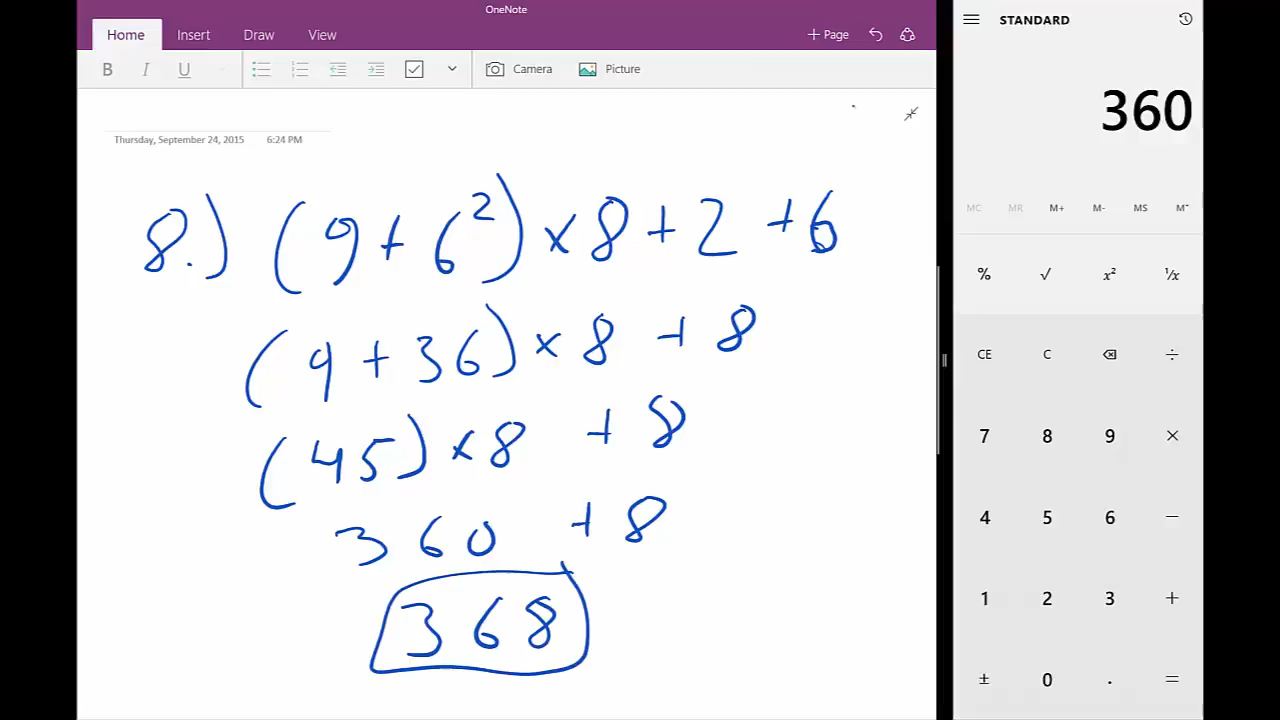 OneNote
Home Insert Draw View + Page
B I U Camera Picture
Thursday, September 24, 2015 6:24 PM
8.) (9 + 6²) × 8 + 2 + 6
(9 + 36) × 8 + 8
(45) × 8 + 8
360 + 8
368
STANDARD
360
MC MR M+ M- MS M˅
% √ x² ¹/x
CE C ⌫ ÷
7 8 9 ×
4 5 6 −
1 2 3 +
± 0 . =